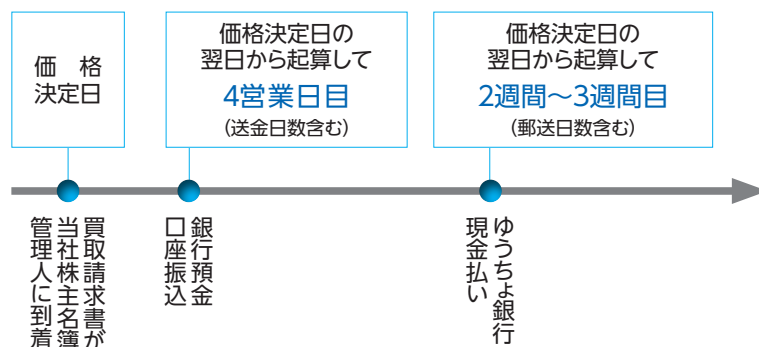 価 格
決定日
価格決定日の
翌日から起算して
4営業日目
(送金日数含む)
価格決定日の
翌日から起算して
2週間〜3週間目
(郵送日数含む)
買取請求書が
当社株主名簿
管理人に到着
銀行預金
口座振込
ゆうちょ銀行
現金払い